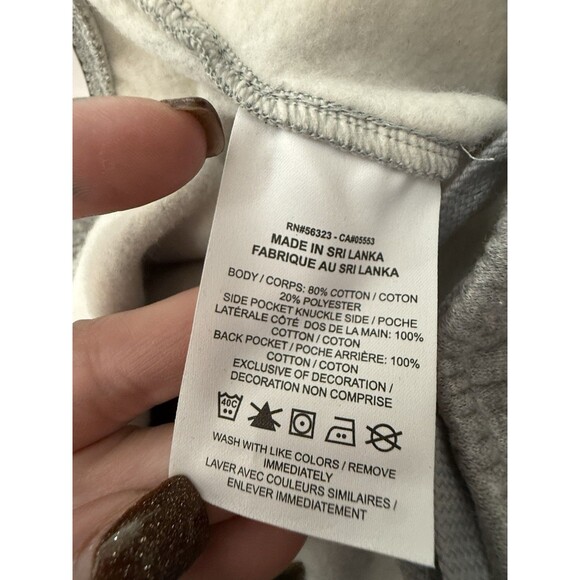 RN#56323 - CA#05553
MADE IN SRI LANKA
FABRIQUE AU SRI LANKA
BODY / CORPS: 80% COTTON / COTON
20% POLYESTER
SIDE POCKET KNUCKLE SIDE / POCHE
LATÉRALE CÔTÉ DOS DE LA MAIN: 100%
COTTON / COTON
BACK POCKET / POCHE ARRIÈRE: 100%
COTTON / COTON
EXCLUSIVE OF DECORATION /
DECORATION NON COMPRISE
40C
WASH WITH LIKE COLORS / REMOVE
IMMEDIATELY
LAVER AVEC COULEURS SIMILAIRES /
ENLEVER IMMEDIATEMENT